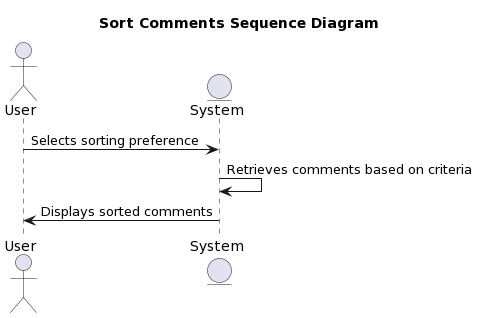 Sort Comments Sequence Diagram
User
System
Selects sorting preference
Retrieves comments based on criteria
Displays sorted comments
User
System